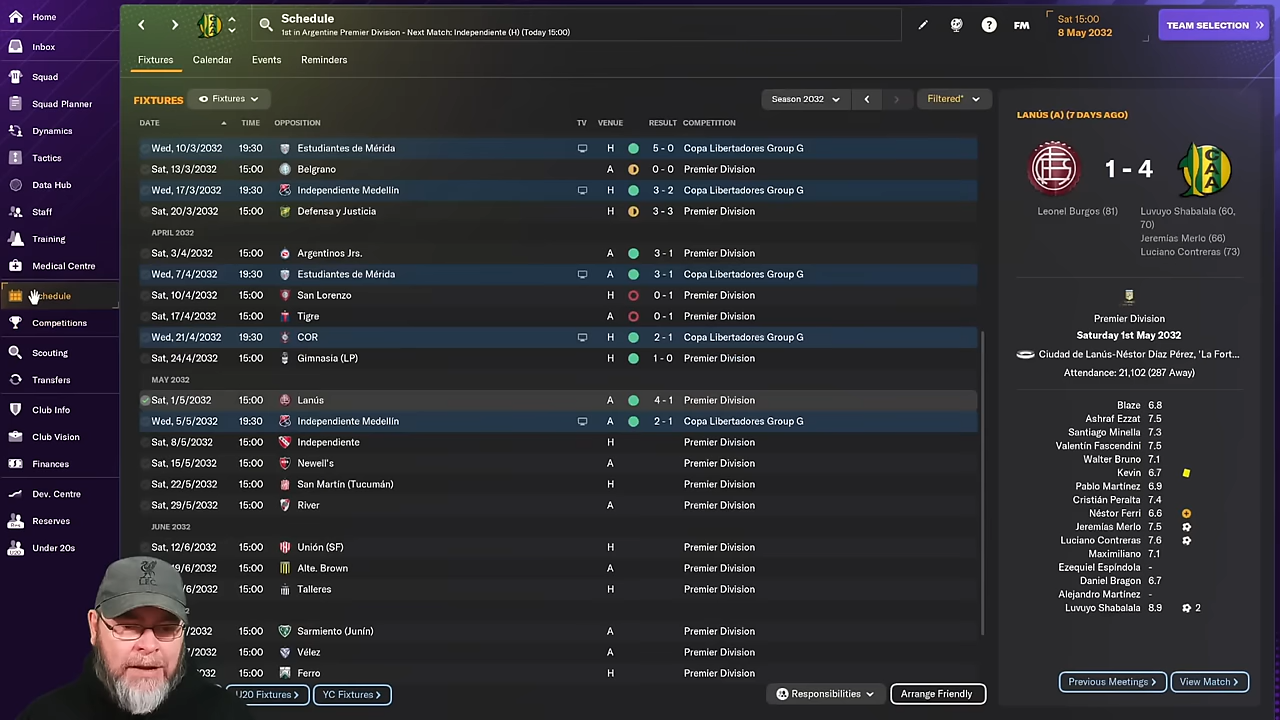 Home
Inbox
Squad
Squad Planner
Dynamics
Tactics
Data Hub
Staff
Training
Medical Centre
chedule
Competitions
Scouting
Transfers
Club Info
Club Vision
Finances
Dev. Centre
Reserves
Under 20s
Schedule
1st in Argentine Premier Division - Next Match: Independiente (H) (Today 15:00)
FM
Sat 15:00
8 May 2032
TEAM SELECTION
Fixtures Calendar Events Reminders
FIXTURES Fixtures Season 2032 Filtered*
DATE TIME OPPOSITION TV VENUE RESULT COMPETITION
Wed, 10/3/2032 19:30 Estudiantes de Mérida H 5 - 0 Copa Libertadores Group G
Sat, 13/3/2032 15:00 Belgrano A 0 - 0 Premier Division
Wed, 17/3/2032 19:30 Independiente Medellín H 3 - 2 Copa Libertadores Group G
Sat, 20/3/2032 15:00 Defensa y Justicia H 3 - 3 Premier Division
APRIL 2032
Sat, 3/4/2032 15:00 Argentinos Jrs. A 3 - 1 Premier Division
Wed, 7/4/2032 19:30 Estudiantes de Mérida A 3 - 1 Copa Libertadores Group G
Sat, 10/4/2032 15:00 San Lorenzo H 0 - 1 Premier Division
Sat, 17/4/2032 15:00 Tigre A 0 - 1 Premier Division
Wed, 21/4/2032 19:30 COR H 2 - 1 Copa Libertadores Group G
Sat, 24/4/2032 15:00 Gimnasia (LP) H 1 - 0 Premier Division
MAY 2032
Sat, 1/5/2032 15:00 Lanús A 4 - 1 Premier Division
Wed, 5/5/2032 19:30 Independiente Medellín A 2 - 1 Copa Libertadores Group G
Sat, 8/5/2032 15:00 Independiente H Premier Division
Sat, 15/5/2032 15:00 Newell's A Premier Division
Sat, 22/5/2032 15:00 San Martín (Tucumán) H Premier Division
Sat, 29/5/2032 15:00 River A Premier Division
JUNE 2032
Sat, 12/6/2032 15:00 Unión (SF) H Premier Division
19/6/2032 15:00 Alte. Brown A Premier Division
/6/2032 15:00 Talleres H Premier Division
/2032 15:00 Sarmiento (Junín) A Premier Division
/2032 15:00 Vélez A Premier Division
/2032 15:00 Ferro H Premier Division
U20 Fixtures YC Fixtures Responsibilities Arrange Friendly
LANÚS (A) (7 DAYS AGO)
1 - 4
Leonel Burgos (81)
Luvuyo Shabalala (60,
70)
Jeremías Merlo (66)
Luciano Contreras (73)
Premier Division
Saturday 1st May 2032
Ciudad de Lanús-Néstor Díaz Pérez, 'La Fort...
Attendance: 21,102 (287 Away)
Blaze 6.8
Ashraf Ezzat 7.5
Santiago Minella 7.3
Valentín Fascendini 7.5
Walter Bruno 7.1
Kevin 6.7
Pablo Martínez 6.9
Cristián Peralta 7.4
Néstor Ferri 6.6
Jeremías Merlo 7.5
Luciano Contreras 7.6
Maximiliano 7.1
Ezequiel Espíndola -
Daniel Bragon 6.7
Alejandro Martínez -
Luvuyo Shabalala 8.9 2
Previous Meetings View Match